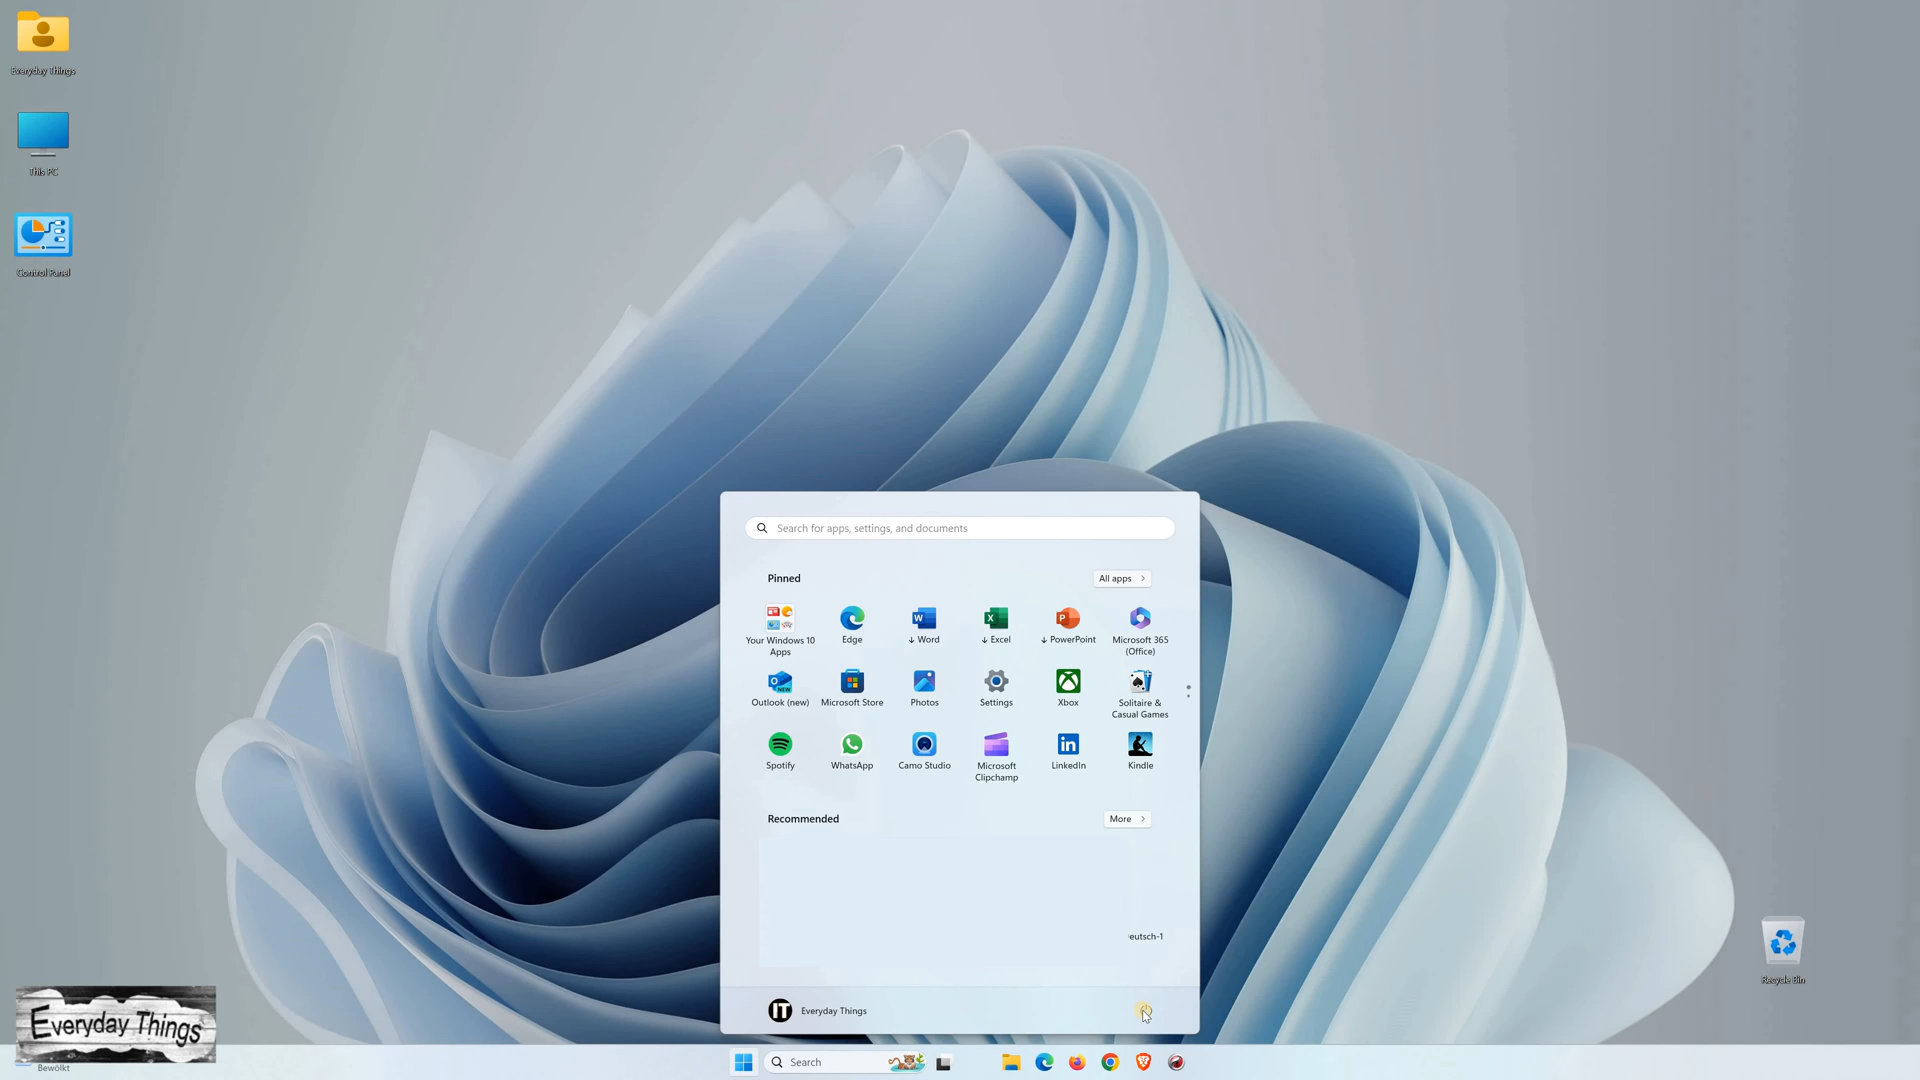 Everyday Things
This PC
Control Panel
Search for apps, settings, and documents
Pinned
All apps
Your Windows 10 Apps
Edge
Word
Excel
PowerPoint
Microsoft 365 (Office)
Outlook (new)
Microsoft Store
Photos
Settings
Xbox
Solitaire & Casual Games
Spotify
WhatsApp
Camo Studio
Microsoft Clipchamp
LinkedIn
Kindle
Recommended
More
eutsch-1
Recycle Bin
IT Everyday Things
Everyday Things
Bewölkt
Search